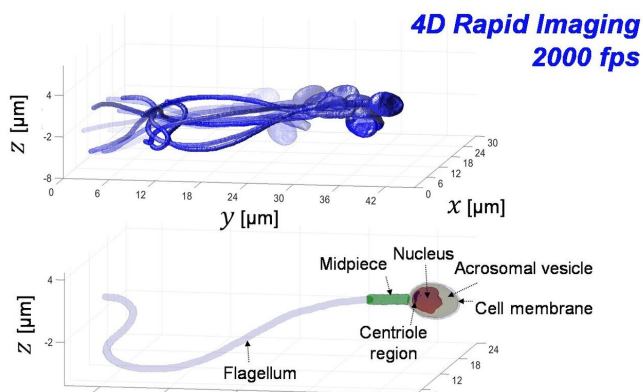 4D Rapid Imaging
2000 fps
4
-2
-8
z [µm]
0
6
12
18
24
30
36
42
y [µm]
0
6
12
18
24
30
x [µm]
4
-2
z [µm]
Midpiece
Nucleus
Acrosomal vesicle
Cell membrane
Centriole
region
Flagellum
24
18
12